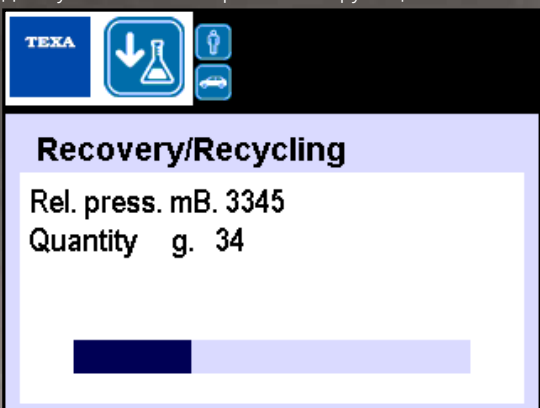 TEXA
Recovery/Recycling
Rel. press. mB. 3345
Quantity g. 34